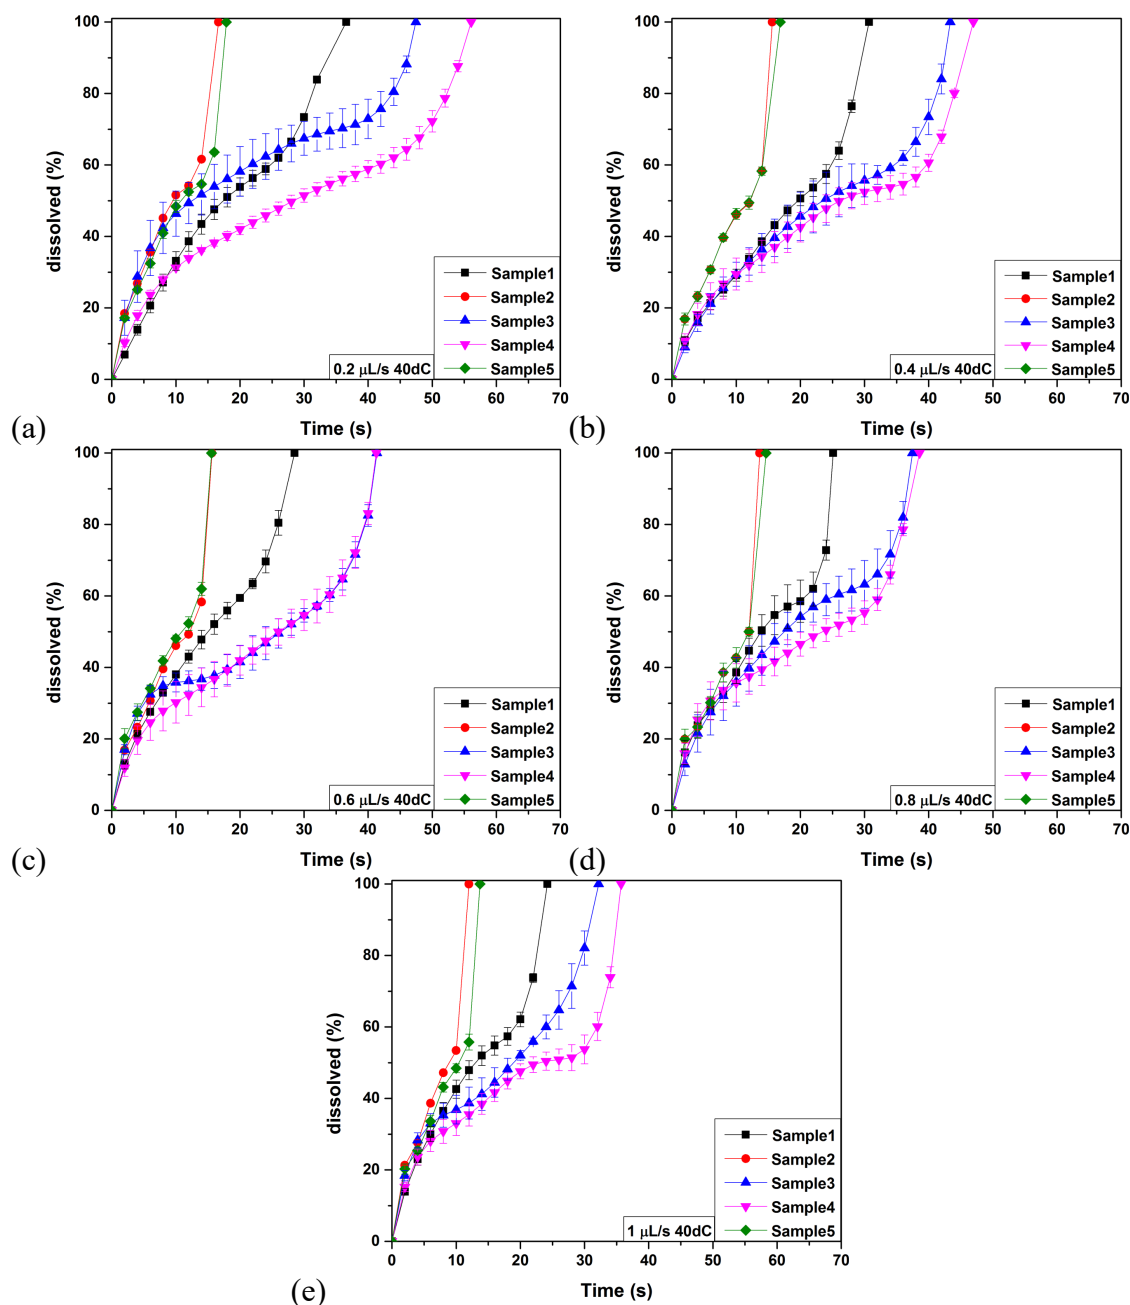 100
80
60
40
20
0
dissolved (%)
Sample1
Sample2
Sample3
Sample4
Sample5
0.2 μL/s 40dC
0 10 20 30 40 50 60 70
Time (s)
(a)
100
80
60
40
20
0
dissolved (%)
Sample1
Sample2
Sample3
Sample4
Sample5
0.4 μL/s 40dC
0 10 20 30 40 50 60 70
Time (s)
(b)
100
80
60
40
20
0
dissolved (%)
Sample1
Sample2
Sample3
Sample4
Sample5
0.6 μL/s 40dC
0 10 20 30 40 50 60 70
Time (s)
(c)
100
80
60
40
20
0
dissolved (%)
Sample1
Sample2
Sample3
Sample4
Sample5
0.8 μL/s 40dC
0 10 20 30 40 50 60 70
Time (s)
(d)
100
80
60
40
20
0
dissolved (%)
Sample1
Sample2
Sample3
Sample4
Sample5
1 μL/s 40dC
0 10 20 30 40 50 60 70
Time (s)
(e)